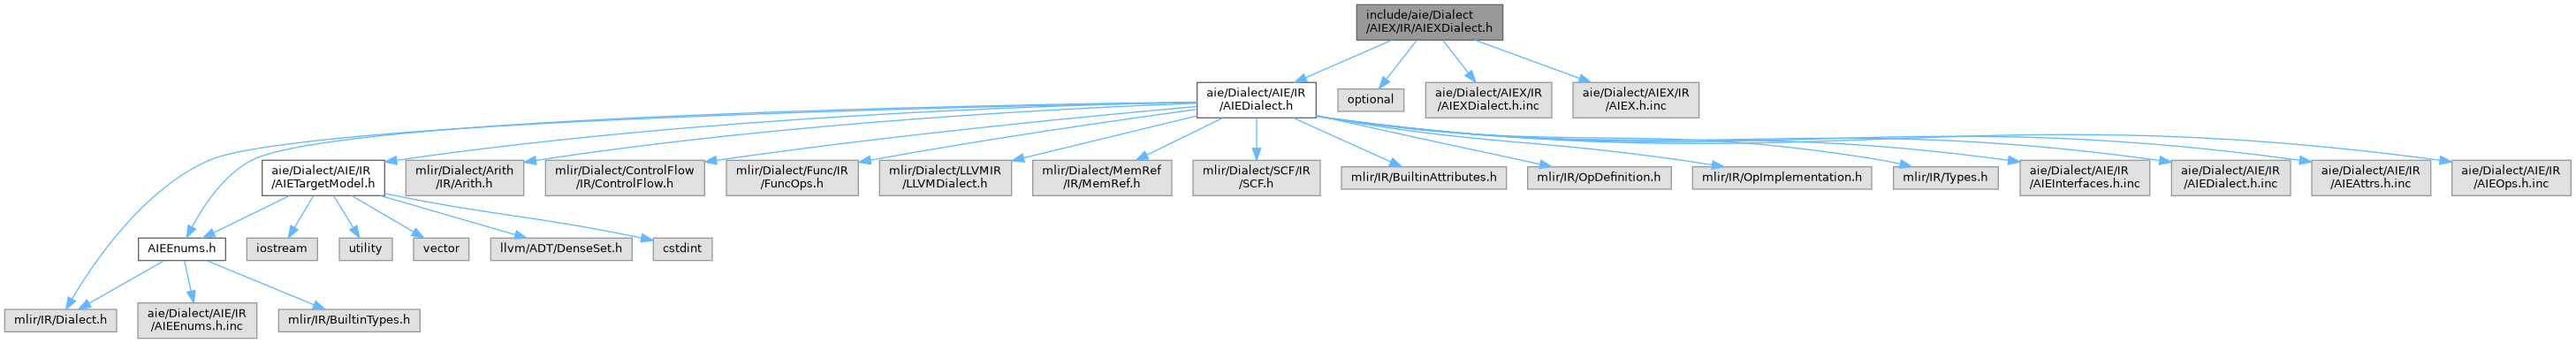 include/aie/Dialect
/AIEX/IR/AIEXDialect.h
aie/Dialect/AIE/IR
/AIEDialect.h
optional
aie/Dialect/AIEX/IR
/AIEXDialect.h.inc
aie/Dialect/AIEX/IR
/AIEX.h.inc
aie/Dialect/AIE/IR
/AIETargetModel.h
mlir/Dialect/Arith
/IR/Arith.h
mlir/Dialect/ControlFlow
/IR/ControlFlow.h
mlir/Dialect/Func/IR
/FuncOps.h
mlir/Dialect/LLVMIR
/LLVMDialect.h
mlir/Dialect/MemRef
/IR/MemRef.h
mlir/Dialect/SCF/IR
/SCF.h
mlir/IR/BuiltinAttributes.h
mlir/IR/OpDefinition.h
mlir/IR/OpImplementation.h
mlir/IR/Types.h
aie/Dialect/AIE/IR
/AIEInterfaces.h.inc
aie/Dialect/AIE/IR
/AIEDialect.h.inc
aie/Dialect/AIE/IR
/AIEAttrs.h.inc
aie/Dialect/AIE/IR
/AIEOps.h.inc
AIEEnums.h
iostream
utility
vector
llvm/ADT/DenseSet.h
cstdint
mlir/IR/Dialect.h
aie/Dialect/AIE/IR
/AIEEnums.h.inc
mlir/IR/BuiltinTypes.h